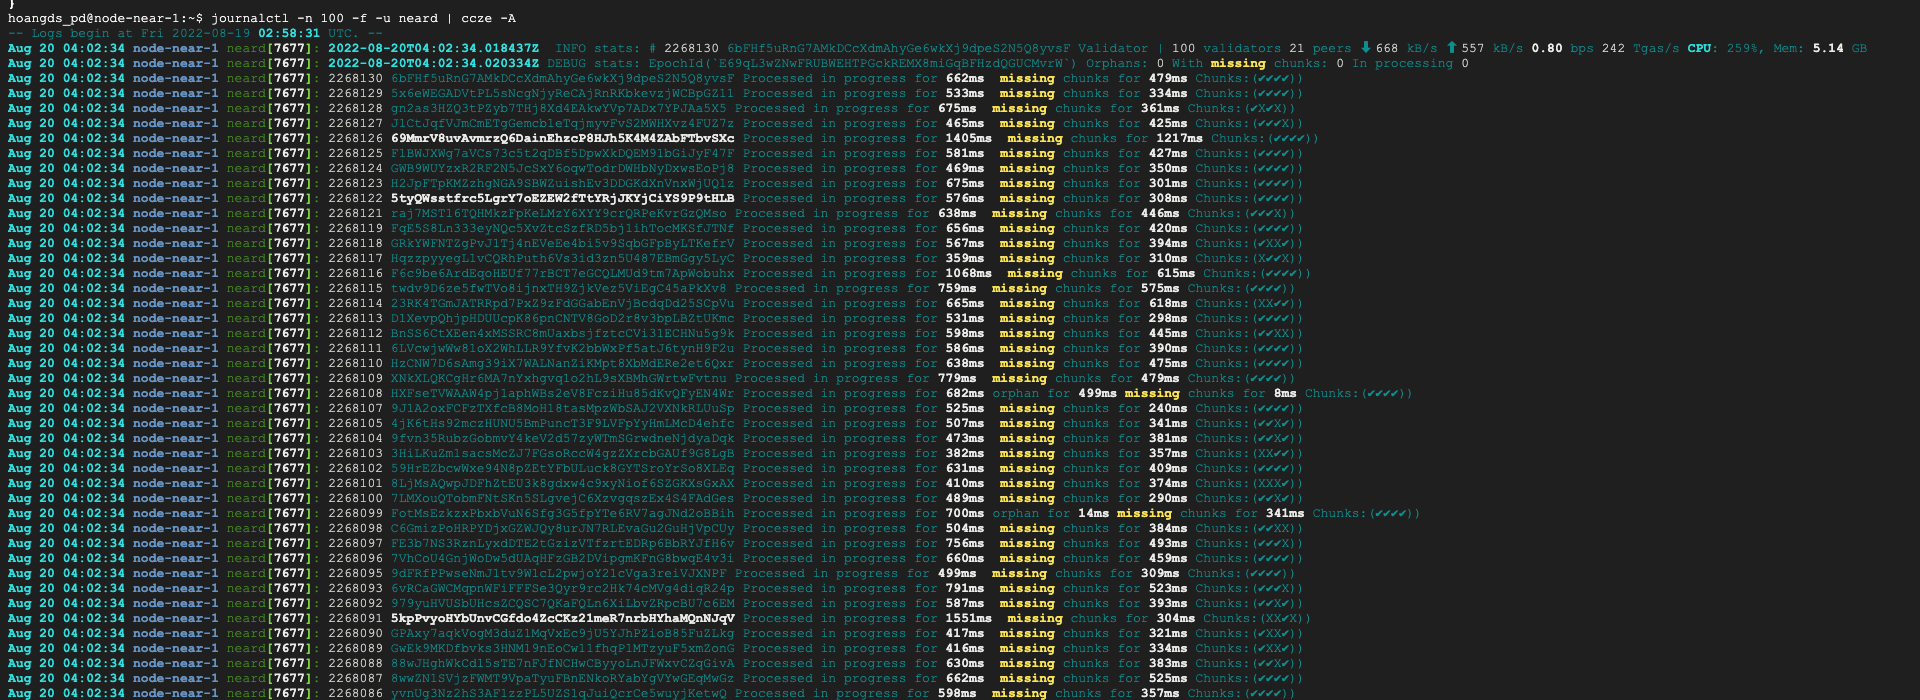 }
hoangds_pd@node-near-1:~$ journalctl -n 100 -f -u neard | ccze -A
-- Logs begin at Fri 2022-08-19 02:58:31 UTC. --
Aug 20 04:02:34 node-near-1 neard[7677]: 2022-08-20T04:02:34.018437Z  INFO stats: # 2268130 6bFHf5uRnG7AMkDCcXdmAhyGe6wkXj9dpeS2N5Q8yvsF Validator | 100 validators 21 peers ⬇ 668 kB/s ⬆ 557 kB/s 0.80 bps 242 Tgas/s CPU: 259%, Mem: 5.14 GB
Aug 20 04:02:34 node-near-1 neard[7677]: 2022-08-20T04:02:34.020334Z DEBUG stats: EpochId(`E69qL3wZNwFRUBWEHTPGckREMX8miGqBFHzdQGUCMvrW`) Orphans: 0 With missing chunks: 0 In processing 0
Aug 20 04:02:34 node-near-1 neard[7677]: 2268130 6bFHf5uRnG7AMkDCcXdmAhyGe6wkXj9dpeS2N5Q8yvsF Processed in progress for 662ms  missing chunks for 479ms Chunks:(✔✔✔✔))
Aug 20 04:02:34 node-near-1 neard[7677]: 2268129 5x6eWEGADVtPL5sNcgNjyReCAjRnRKbkevzjWCBpGZ11 Processed in progress for 533ms  missing chunks for 334ms Chunks:(✔✔✔✔))
Aug 20 04:02:34 node-near-1 neard[7677]: 2268128 gn2as3HZQ3tPZyb7THj8Xd4EAkwYVp7ADx7YPJAa5X5 Processed in progress for 675ms  missing chunks for 361ms Chunks:(✔X✔X))
Aug 20 04:02:34 node-near-1 neard[7677]: 2268127 J1CtJqfVJmCmETgGemcbleTqjmyvFvS2MWHXvz4FUZ7z Processed in progress for 465ms  missing chunks for 425ms Chunks:(✔✔✔X))
Aug 20 04:02:34 node-near-1 neard[7677]: 2268126 69MmrV8uvAvmrzQ6DainEhzcP8HJh5K4M4ZAbFTbvSXc Processed in progress for 1405ms  missing chunks for 1217ms Chunks:(✔✔✔✔))
Aug 20 04:02:34 node-near-1 neard[7677]: 2268125 F1BWJXWg7aVCs73c5t2qDBf5DpwXkDQEM91bGiJyF47F Processed in progress for 581ms  missing chunks for 427ms Chunks:(✔✔✔✔))
Aug 20 04:02:34 node-near-1 neard[7677]: 2268124 GWB9WUYzxR2RF2N5JcSxY6oqwTodrDWHbNyDxwsEoPj8 Processed in progress for 469ms  missing chunks for 350ms Chunks:(✔✔✔✔))
Aug 20 04:02:34 node-near-1 neard[7677]: 2268123 H2JpFTpKMZzhgNGA9SBWZuishEv3DDGKdXnVnxWjUQ1z Processed in progress for 675ms  missing chunks for 301ms Chunks:(✔✔✔✔))
Aug 20 04:02:34 node-near-1 neard[7677]: 2268122 5tyQWsstfrc5LgrY7oEZEW2fTtYRjJKYjCiYS9P9tHLB Processed in progress for 576ms  missing chunks for 308ms Chunks:(✔✔✔✔))
Aug 20 04:02:34 node-near-1 neard[7677]: 2268121 raj7MST16TQHMkzFpKeLMzY6XYY9crQRPeKvrGzQMso Processed in progress for 638ms  missing chunks for 446ms Chunks:(✔✔✔X))
Aug 20 04:02:34 node-near-1 neard[7677]: 2268119 FqE5S8Ln333eyNQc5XvZtcSzfRD5bjlihTocMKSfJTNf Processed in progress for 656ms  missing chunks for 420ms Chunks:(✔✔✔✔))
Aug 20 04:02:34 node-near-1 neard[7677]: 2268118 GRkYWFNTZgPvJ1Tj4nEVeEe4bi5v9SqbGFpByLTKefrV Processed in progress for 567ms  missing chunks for 394ms Chunks:(✔XX✔))
Aug 20 04:02:34 node-near-1 neard[7677]: 2268117 HqzzpyyegL1vCQRhPuth6Vs3id3zn5U487EBmGgy5LyC Processed in progress for 359ms  missing chunks for 310ms Chunks:(X✔✔X))
Aug 20 04:02:34 node-near-1 neard[7677]: 2268116 F6c9be6ArdEqoHEUf77rBCT7eGCQLMUd9tm7ApWobuhx Processed in progress for 1068ms  missing chunks for 615ms Chunks:(✔✔✔✔))
Aug 20 04:02:34 node-near-1 neard[7677]: 2268115 twdv9D6ze5fwTVo8ijnxTH9ZjkVez5ViEgC45aPkXv8 Processed in progress for 759ms  missing chunks for 575ms Chunks:(✔✔✔✔))
Aug 20 04:02:34 node-near-1 neard[7677]: 2268114 23RK4TGmJATRRpd7PxZ9zFdGGabEnVjBcdqDd25SCpVu Processed in progress for 665ms  missing chunks for 618ms Chunks:(XX✔✔))
Aug 20 04:02:34 node-near-1 neard[7677]: 2268113 D1XevpQhjpHDUUcpK86pnCNTV8GoD2r8v3bpLBZtUKmc Processed in progress for 531ms  missing chunks for 298ms Chunks:(✔✔✔✔))
Aug 20 04:02:34 node-near-1 neard[7677]: 2268112 BnSS6CtXEen4xMSSRC8mUaxbsjfztcCVi31ECHNu5g9k Processed in progress for 598ms  missing chunks for 445ms Chunks:(✔✔XX))
Aug 20 04:02:34 node-near-1 neard[7677]: 2268111 6LVcwjwWw81oX2WhLLR9YfvK2bbWxPf5atJ6tynH9F2u Processed in progress for 586ms  missing chunks for 390ms Chunks:(✔✔✔✔))
Aug 20 04:02:34 node-near-1 neard[7677]: 2268110 HzCNW7D6sAmg39iX7WALNanZiKMpt8XbMdERe2et6Qxr Processed in progress for 638ms  missing chunks for 475ms Chunks:(✔✔✔✔))
Aug 20 04:02:34 node-near-1 neard[7677]: 2268109 XNkXLQKCgHr6MA7nYxhgvq1o2hL9sXBMhGWrtwFvtnu Processed in progress for 779ms  missing chunks for 479ms Chunks:(✔✔✔✔))
Aug 20 04:02:34 node-near-1 neard[7677]: 2268108 HXFseTVWAAW4pj1aphWBs2eV8FcziHu85dKvQFyEN4Wr Processed in progress for 682ms orphan for 499ms missing chunks for 8ms Chunks:(✔✔✔✔))
Aug 20 04:02:34 node-near-1 neard[7677]: 2268107 9J1A2oxFCFzTXfcB8MoH18tasMpzWbSAJ2VXNkRLUuSp Processed in progress for 525ms  missing chunks for 240ms Chunks:(✔✔✔✔))
Aug 20 04:02:34 node-near-1 neard[7677]: 2268105 4jK6tHs92mczHUNU5BmPuncT3F9LVFpYyHmLMcD4ehfc Processed in progress for 507ms  missing chunks for 341ms Chunks:(✔✔✔✔))
Aug 20 04:02:34 node-near-1 neard[7677]: 2268104 9fvn35RubzGobmvY4keV2d57zyWTmSGrwdneNjdyaDqk Processed in progress for 473ms  missing chunks for 381ms Chunks:(✔✔X✔))
Aug 20 04:02:34 node-near-1 neard[7677]: 2268103 3HiLKuZm1sacsMcZJ7FGsoRccW4gzZXrcbGAUf9G8LgB Processed in progress for 382ms  missing chunks for 357ms Chunks:(XX✔✔))
Aug 20 04:02:34 node-near-1 neard[7677]: 2268102 59HrEZbcwWxe94N8pZEtYFbULuck8GYTSroYrSo8XLEq Processed in progress for 631ms  missing chunks for 409ms Chunks:(✔✔✔✔))
Aug 20 04:02:34 node-near-1 neard[7677]: 2268101 8LjMsAQwpJDFhZtEU3k8gdxw4c9xyNiof6SZGKXsGxAX Processed in progress for 410ms  missing chunks for 374ms Chunks:(XXX✔))
Aug 20 04:02:34 node-near-1 neard[7677]: 2268100 7LMXouQTobmFNtSKn5SLgvejC6XzvgqszEx4S4FAdGes Processed in progress for 489ms  missing chunks for 290ms Chunks:(✔✔X✔))
Aug 20 04:02:34 node-near-1 neard[7677]: 2268099 FotMsEzkzxPbxbVuN6Sfg3G5fpYTe6RV7agJNd2oBBih Processed in progress for 700ms orphan for 14ms missing chunks for 341ms Chunks:(✔✔✔✔))
Aug 20 04:02:34 node-near-1 neard[7677]: 2268098 C6GmizPoHRPYDjxGZWJQy8urJN7RLEvaGu2GuHjVpCUy Processed in progress for 504ms  missing chunks for 384ms Chunks:(✔✔XX))
Aug 20 04:02:34 node-near-1 neard[7677]: 2268097 FE3b7NS3RznLyxdDTE2tGzizVTfzrtEDRp6BbRYJfH6v Processed in progress for 756ms  missing chunks for 493ms Chunks:(✔✔✔X))
Aug 20 04:02:34 node-near-1 neard[7677]: 2268096 7VhCoU4GnjWoDw5dUAqHFzGB2DVipgmKFnG8bwqE4v3i Processed in progress for 660ms  missing chunks for 459ms Chunks:(✔✔✔✔))
Aug 20 04:02:34 node-near-1 neard[7677]: 2268095 9dFRfPPwseNmJ1tv9W1cL2pwjoY21cVga3reiVJXNPF Processed in progress for 499ms  missing chunks for 309ms Chunks:(✔✔✔✔))
Aug 20 04:02:34 node-near-1 neard[7677]: 2268093 6vRCaGWCMqpnWFiFFFSe3Qyr9rc2Hk74cMVg4diqR24p Processed in progress for 791ms  missing chunks for 523ms Chunks:(✔✔✔✔))
Aug 20 04:02:34 node-near-1 neard[7677]: 2268092 979yuHVUSbUHcsZCQSC7QKaFQLn6XiLbvZRpcBU7c6EM Processed in progress for 587ms  missing chunks for 393ms Chunks:(✔✔X✔))
Aug 20 04:02:34 node-near-1 neard[7677]: 2268091 5kpPvyoHYbUnvCGfdo4ZcCKz21meR7nrbHYhaMQnNJqV Processed in progress for 1551ms  missing chunks for 304ms Chunks:(XX✔X))
Aug 20 04:02:34 node-near-1 neard[7677]: 2268090 GPAxy7aqkVogM3duZ1MqVxEc9jU5YJhPZioB85FuZLkg Processed in progress for 417ms  missing chunks for 321ms Chunks:(✔XX✔))
Aug 20 04:02:34 node-near-1 neard[7677]: 2268089 GwEk9MKDfbvks3HNM19nEoCw11fhqP1MTzyuF5xmZonG Processed in progress for 416ms  missing chunks for 334ms Chunks:(✔XX✔))
Aug 20 04:02:34 node-near-1 neard[7677]: 2268088 88wJHghWkCd15sTE7nFJfNCHwCByyoLnJFWxvCZqGivA Processed in progress for 630ms  missing chunks for 383ms Chunks:(✔✔✔✔))
Aug 20 04:02:34 node-near-1 neard[7677]: 2268087 8wwZN1SVjzFWMT9VpaTyuFBnENkoRYabYgVYwGEqMwGz Processed in progress for 662ms  missing chunks for 525ms Chunks:(✔✔✔✔))
Aug 20 04:02:34 node-near-1 neard[7677]: 2268086 yvnUg3Nz2hS3AF1zzPL5UZS1qJuiQcrCe5wuyjKetwQ Processed in progress for 598ms  missing chunks for 357ms Chunks:(✔✔✔✔))